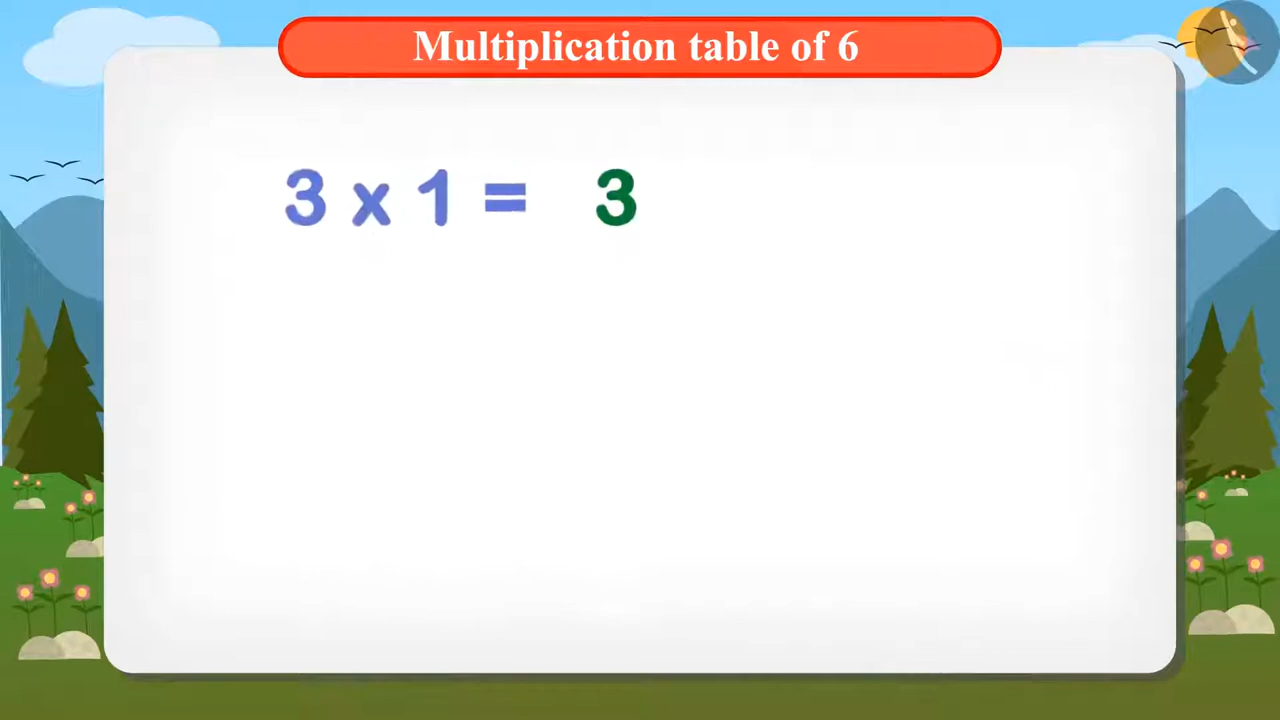 Multiplication table of 6
3 x 1 = 3